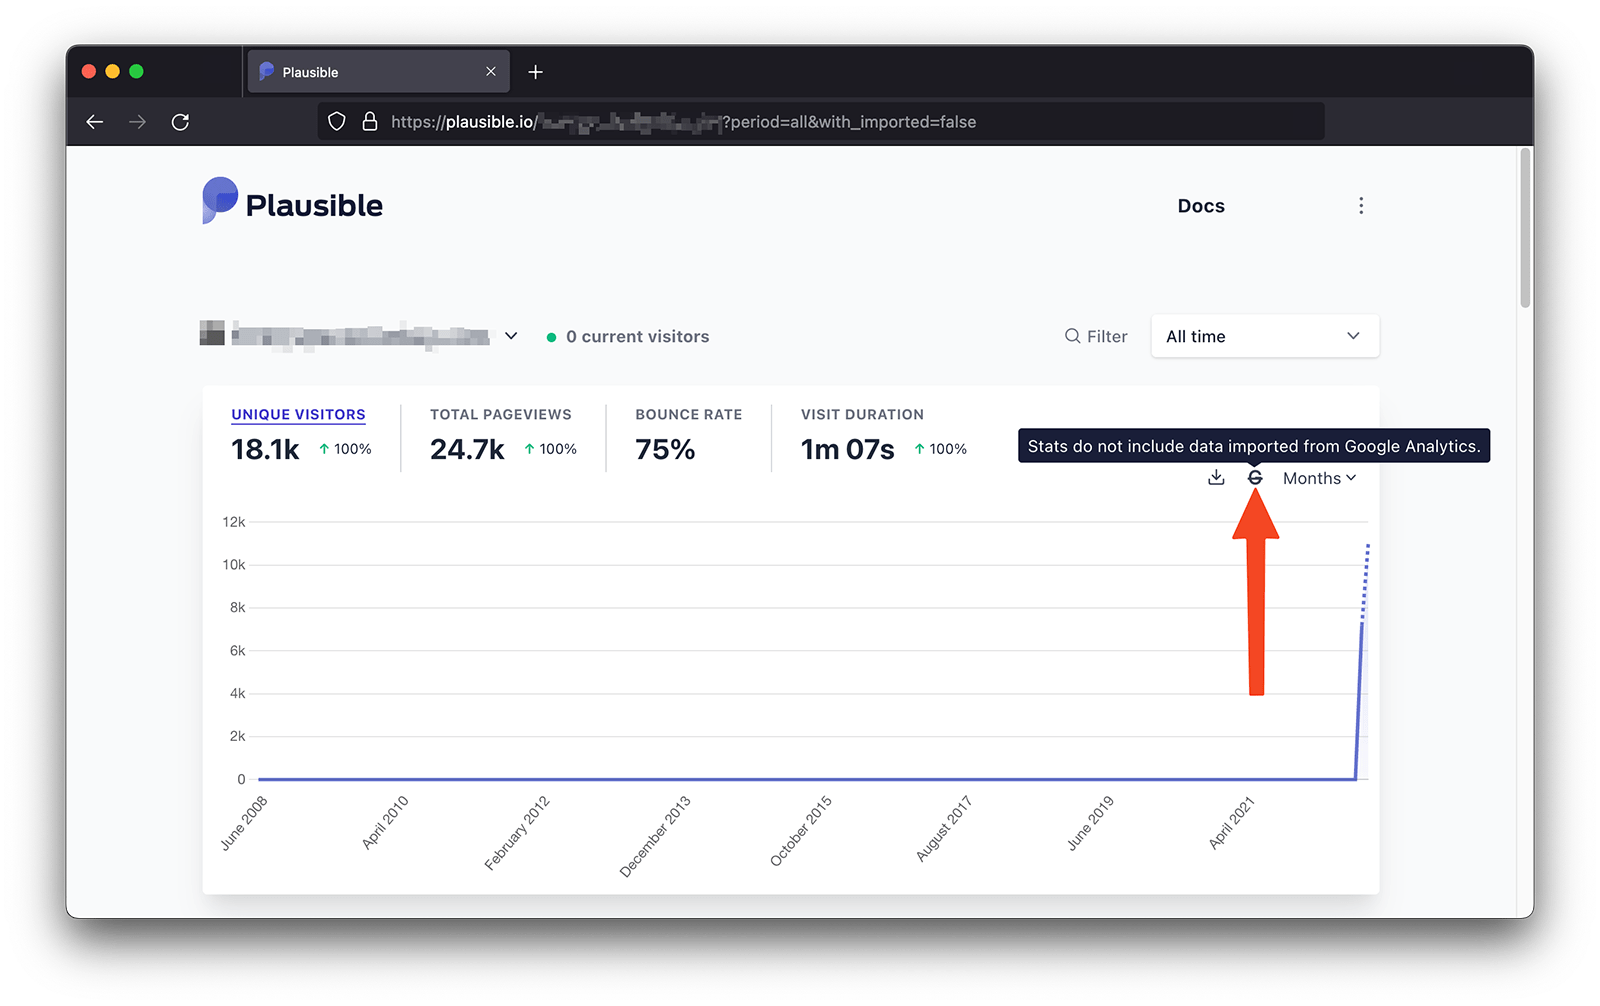 Plausible
https://plausible.io/ ?period=all&with_imported=false
Plausible
Docs
0 current visitors
Filter
All time
UNIQUE VISITORS
18.1k ↑ 100%
TOTAL PAGEVIEWS
24.7k ↑ 100%
BOUNCE RATE
75%
VISIT DURATION
1m 07s ↑ 100%
Stats do not include data imported from Google Analytics.
G
Months
12k
10k
8k
6k
4k
2k
0
June 2008
April 2010
February 2012
December 2013
October 2015
August 2017
June 2019
April 2021